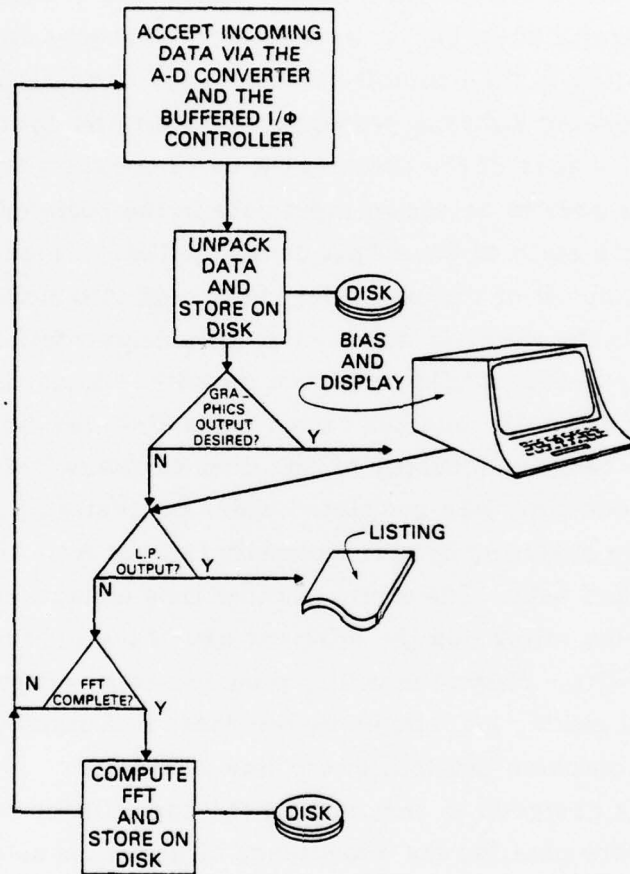 ACCEPT INCOMING
DATA VIA THE
A-D CONVERTER
AND THE
BUFFERED I/Φ
CONTROLLER
UNPACK
DATA
AND
STORE ON
DISK
DISK
BIAS
AND
DISPLAY
GRA-
PHICS
OUTPUT
DESIRED?
N
Y
L.P.
OUTPUT?
N
Y
LISTING
FFT
COMPLETE?
N
Y
COMPUTE
FFT
AND
STORE ON
DISK
DISK